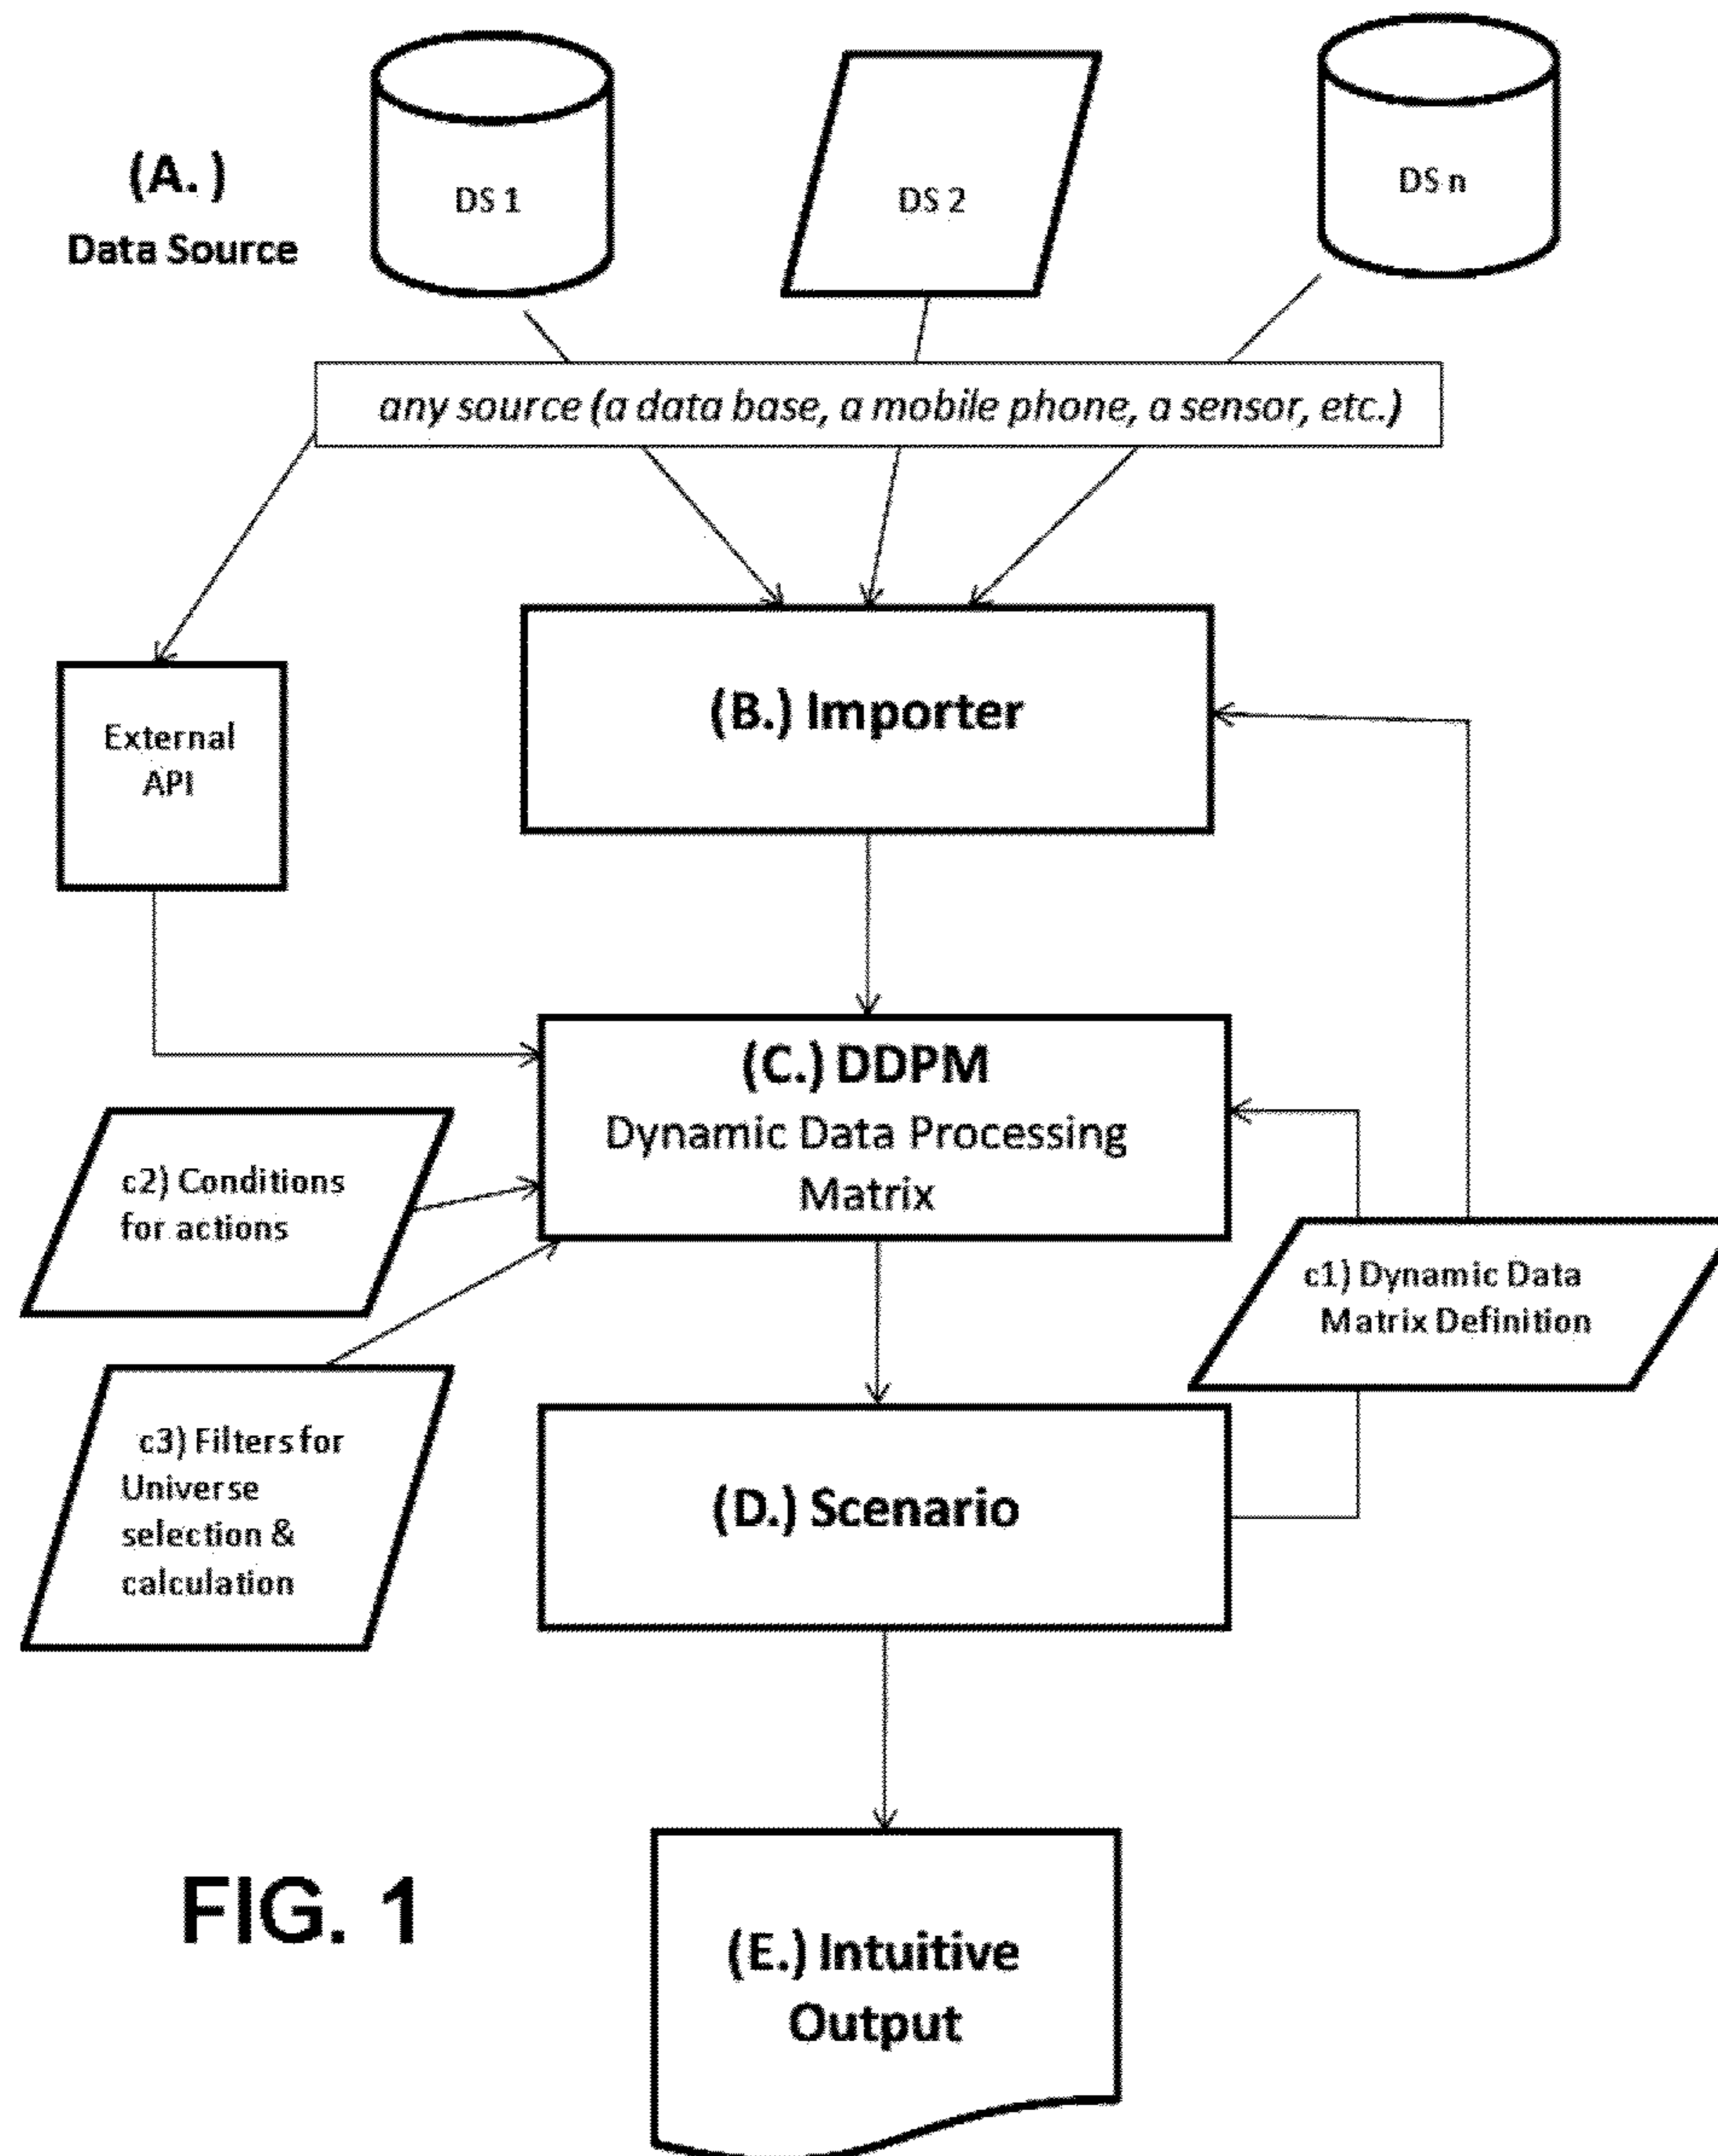 (A. )
Data Source
DS 1
DS 2
DS n
any source (a data base, a mobile phone, a sensor, etc.)
External
API
(B.) Importer
(C.) DDPM
Dynamic Data Processing
Matrix
c2) Conditions
for actions
c1) Dynamic Data
Matrix Definition
c3) Filters for
Universe
selection &
calculation
(D.) Scenario
FIG. 1
(E.) Intuitive
Output